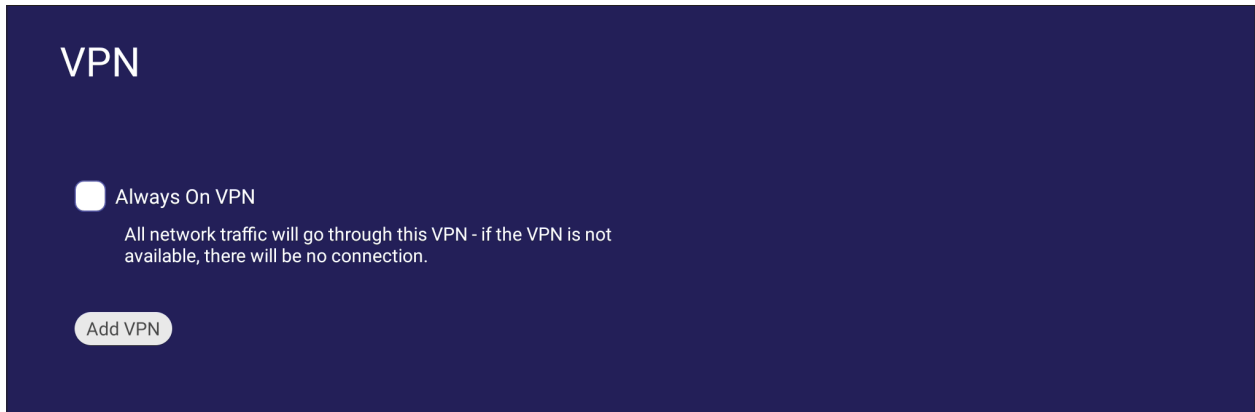 VPN
Always On VPN
All network traffic will go through this VPN - if the VPN is not
available, there will be no connection.
Add VPN